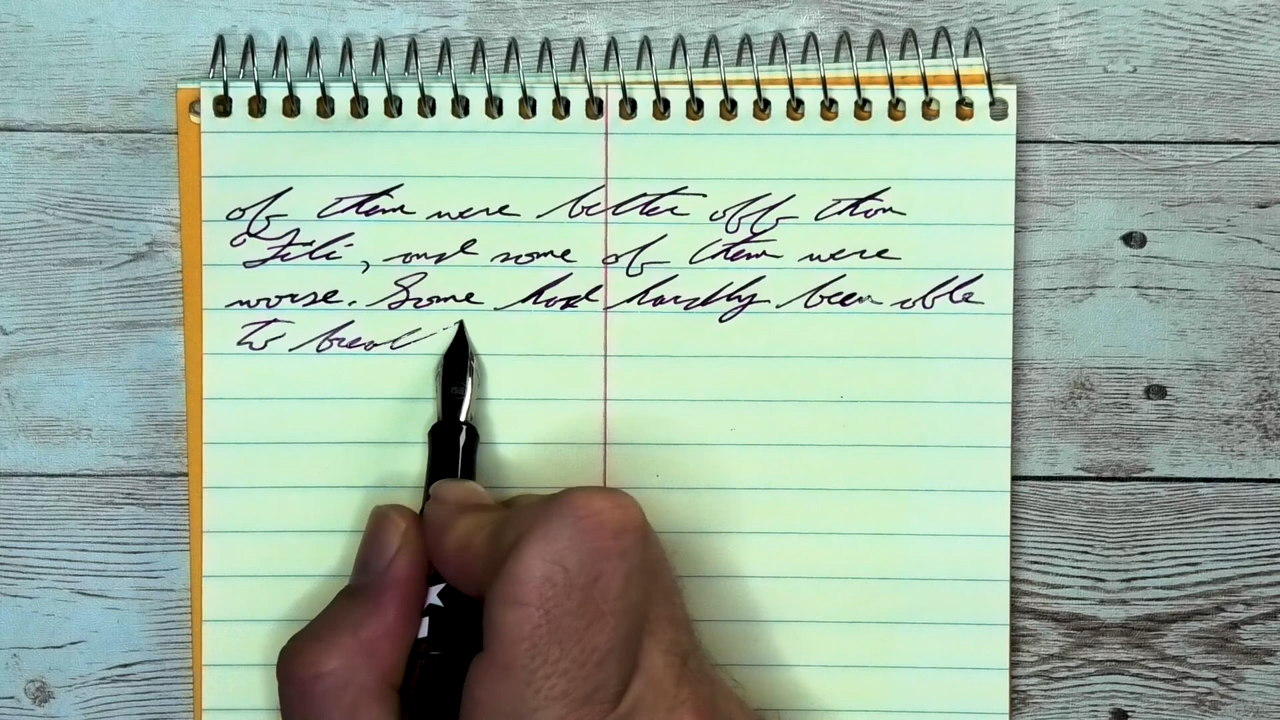 of them were better off than
Fili, and some of them were
worse. Some had hardly been able
to breat